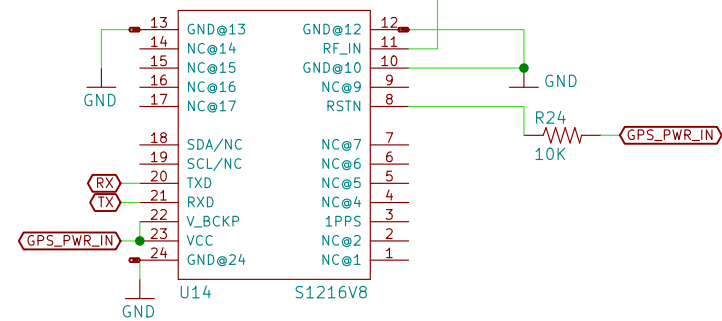 13 GND@13 GND@12 12
14 NC@14 RF_IN 11
15 NC@15 GND@10 10
16 NC@16 NC@9 9 GND
GND 17 NC@17 RSTN 8
R24
GPS_PWR_IN
10K
18 SDA/NC NC@7 7
19 SCL/NC NC@6 6
RX 20 TXD NC@5 5
TX 21 RXD NC@4 4
22 V_BCKP 1PPS 3
GPS_PWR_IN 23 VCC NC@2 2
24 GND@24 NC@1 1
U14 S1216V8
GND